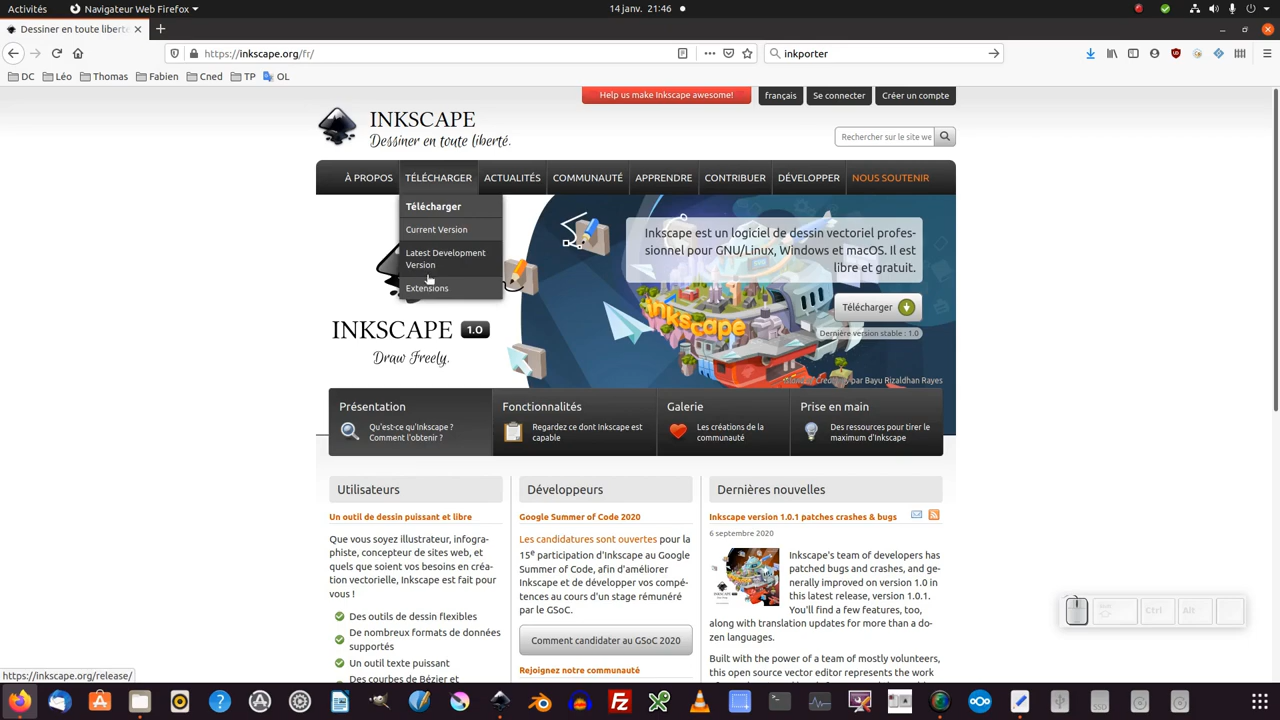 Activités
Navigateur Web Firefox
14 janv. 21:46
Dessiner en toute liberté
https://inkscape.org/fr/
inkporter
DC
Léo
Thomas
Fabien
Cned
TP
OL
Help us make Inkscape awesome!
français
Se connecter
Créer un compte
INKSCAPE
Dessiner en toute liberté.
Rechercher sur le site we
À PROPOS
TÉLÉCHARGER
ACTUALITÉS
COMMUNAUTÉ
APPRENDRE
CONTRIBUER
DÉVELOPPER
NOUS SOUTENIR
Télécharger
Current Version
Latest Development
Version
Extensions
Inkscape est un logiciel de dessin vectoriel profes-
sionnel pour GNU/Linux, Windows et macOS. Il est
libre et gratuit.
Télécharger
Dernière version stable : 1.0
inkscape
INKSCAPE 1.0
Draw Freely.
par Bayu Rizaldhan Rayes
Présentation
Qu'est-ce qu'Inkscape ?
Comment l'obtenir ?
Fonctionnalités
Regardez ce dont Inkscape est
capable
Galerie
Les créations de la
communauté
Prise en main
Des ressources pour tirer le
maximum d'Inkscape
Utilisateurs
Un outil de dessin puissant et libre
Que vous soyez illustrateur, infogra-
phiste, concepteur de sites web, et
quels que soient vos besoins en créa-
tion vectorielle, Inkscape est fait pour
vous !
Des outils de dessin flexibles
De nombreux formats de données
supportés
Un outil texte puissant
Des courbes de Bézier et
Développeurs
Google Summer of Code 2020
Les candidatures sont ouvertes pour la
15e participation d'Inkscape au Google
Summer of Code, afin d'améliorer
Inkscape et de développer vos compé-
tences au cours d'un stage rémunéré
par le GSoC.
Comment candidater au GSoC 2020
Rejoignez notre communauté
Dernières nouvelles
Inkscape version 1.0.1 patches crashes & bugs
6 septembre 2020
Inkscape's team of developers has
patched bugs and crashes, and ge-
nerally improved on version 1.0 in
this latest release, version 1.0.1.
You'll find a few features, too,
along with translation updates for more than a do-
zen languages.
Built with the power of a team of mostly volunteers,
this open source vector editor represents the work
Ctrl
Alt
https://inkscape.org/release/